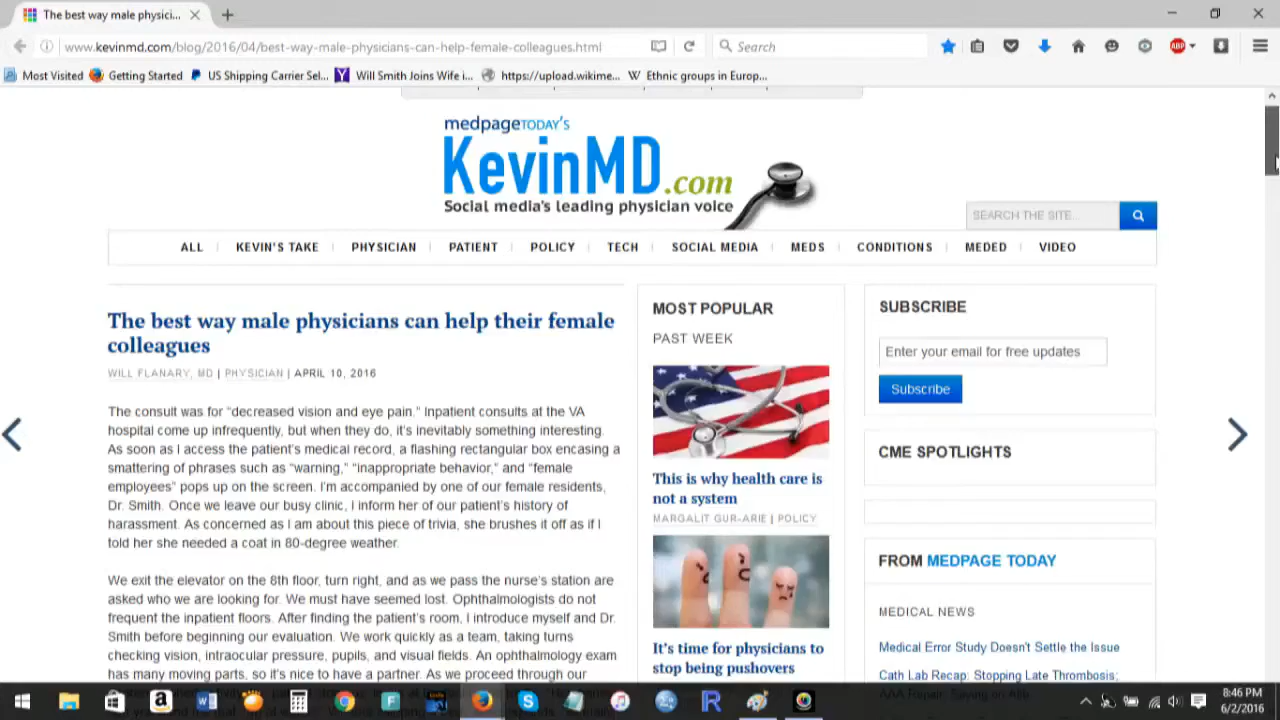 The best way male physici...
www.kevinmd.com/blog/2016/04/best-way-male-physicians-can-help-female-colleagues.html
Search
ABP
Most Visited
Getting Started
US Shipping Carrier Sel...
Will Smith Joins Wife i...
https://upload.wikime...
W Ethnic groups in Europ...
medpageTODAY'S
KevinMD.com
Social media's leading physician voice
SEARCH THE SITE...
ALL
KEVIN'S TAKE
PHYSICIAN
PATIENT
POLICY
TECH
SOCIAL MEDIA
MEDS
CONDITIONS
MEDED
VIDEO
The best way male physicians can help their female
colleagues
WILL FLANARY, MD | PHYSICIAN | APRIL 10, 2016
The consult was for “decreased vision and eye pain.” Inpatient consults at the VA
hospital come up infrequently, but when they do, it’s inevitably something interesting.
As soon as I access the patient’s medical record, a flashing rectangular box encasing a
smattering of phrases such as “warning,” “inappropriate behavior,” and “female
employees” pops up on the screen. I’m accompanied by one of our female residents,
Dr. Smith. Once we leave our busy clinic, I inform her of our patient’s history of
harassment. As concerned as I am about this piece of trivia, she brushes it off as if I
told her she needed a coat in 80-degree weather.
We exit the elevator on the 8th floor, turn right, and as we pass the nurse’s station are
asked who we are looking for. We must have seemed lost. Ophthalmologists do not
frequent the inpatient floors. After finding the patient’s room, I introduce myself and Dr.
Smith before beginning our evaluation. We work quickly as a team, taking turns
checking vision, intraocular pressure, pupils, and visual fields. An ophthalmology exam
has many moving parts, so it’s nice to have a partner. As we proceed through our
MOST POPULAR
PAST WEEK
This is why health care is
not a system
MARGALIT GUR-ARIE | POLICY
It’s time for physicians to
stop being pushovers
SUBSCRIBE
Enter your email for free updates
Subscribe
CME SPOTLIGHTS
FROM MEDPAGE TODAY
MEDICAL NEWS
Medical Error Study Doesn't Settle the Issue
Cath Lab Recap: Stopping Late Thrombosis;
AAA Repair; Saying on Aib
8:46 PM
6/2/2016